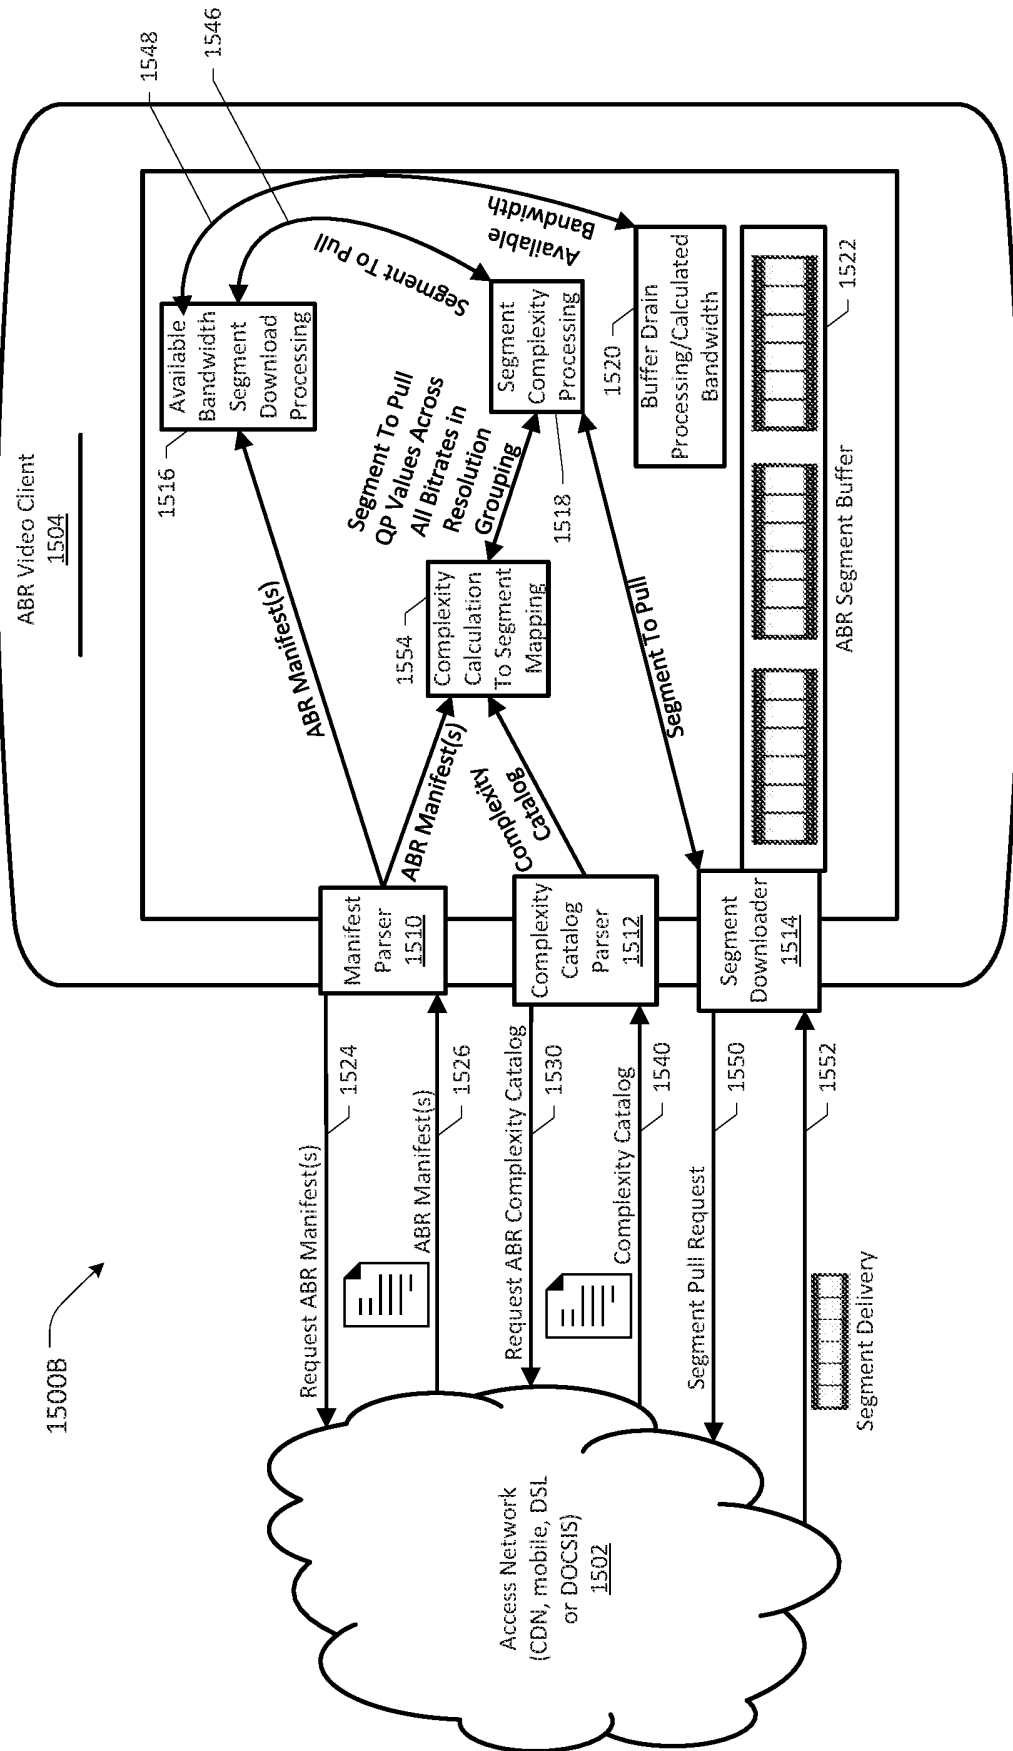 1500B
ABR Video Client
1504
1548
1546
Request ABR Manifest(s)
1524
ABR Manifest(s)
1526
Request ABR Complexity Catalog
1530
Complexity Catalog
1540
Segment Pull Request
1550
1552
Segment Delivery
Access Network
(CDN, mobile, DSL
or DOCSIS)
1502
Manifest
Parser
1510
Complexity
Catalog
Parser
1512
Segment
Downloader
1514
ABR Manifest(s)
ABR Manifest(s)
Complexity
Catalog
1554
Complexity
Calculation
To Segment
Mapping
Segment To Pull
QP Values Across
All Bitrates in
Resolution
Grouping
1516
Available
Bandwidth
Segment
Download
Processing
Segment To Pull
Available
Bandwidth
Segment
Complexity
Processing
1518
Segment To Pull
1520
Buffer Drain
Processing/Calculated
Bandwidth
ABR Segment Buffer
1522